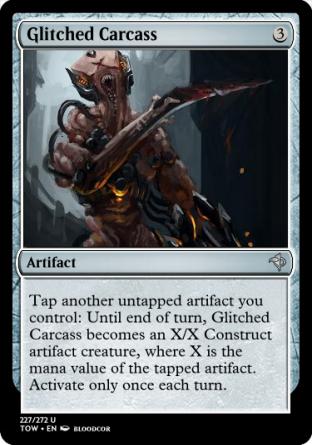 Glitched Carcass 3
Artifact
Tap another untapped artifact you
control: Until end of turn, Glitched
Carcass becomes an X/X Construct
artifact creature, where X is the
mana value of the tapped artifact.
Activate only once each turn.
227/272 U
TOW • EN BLOODCOR